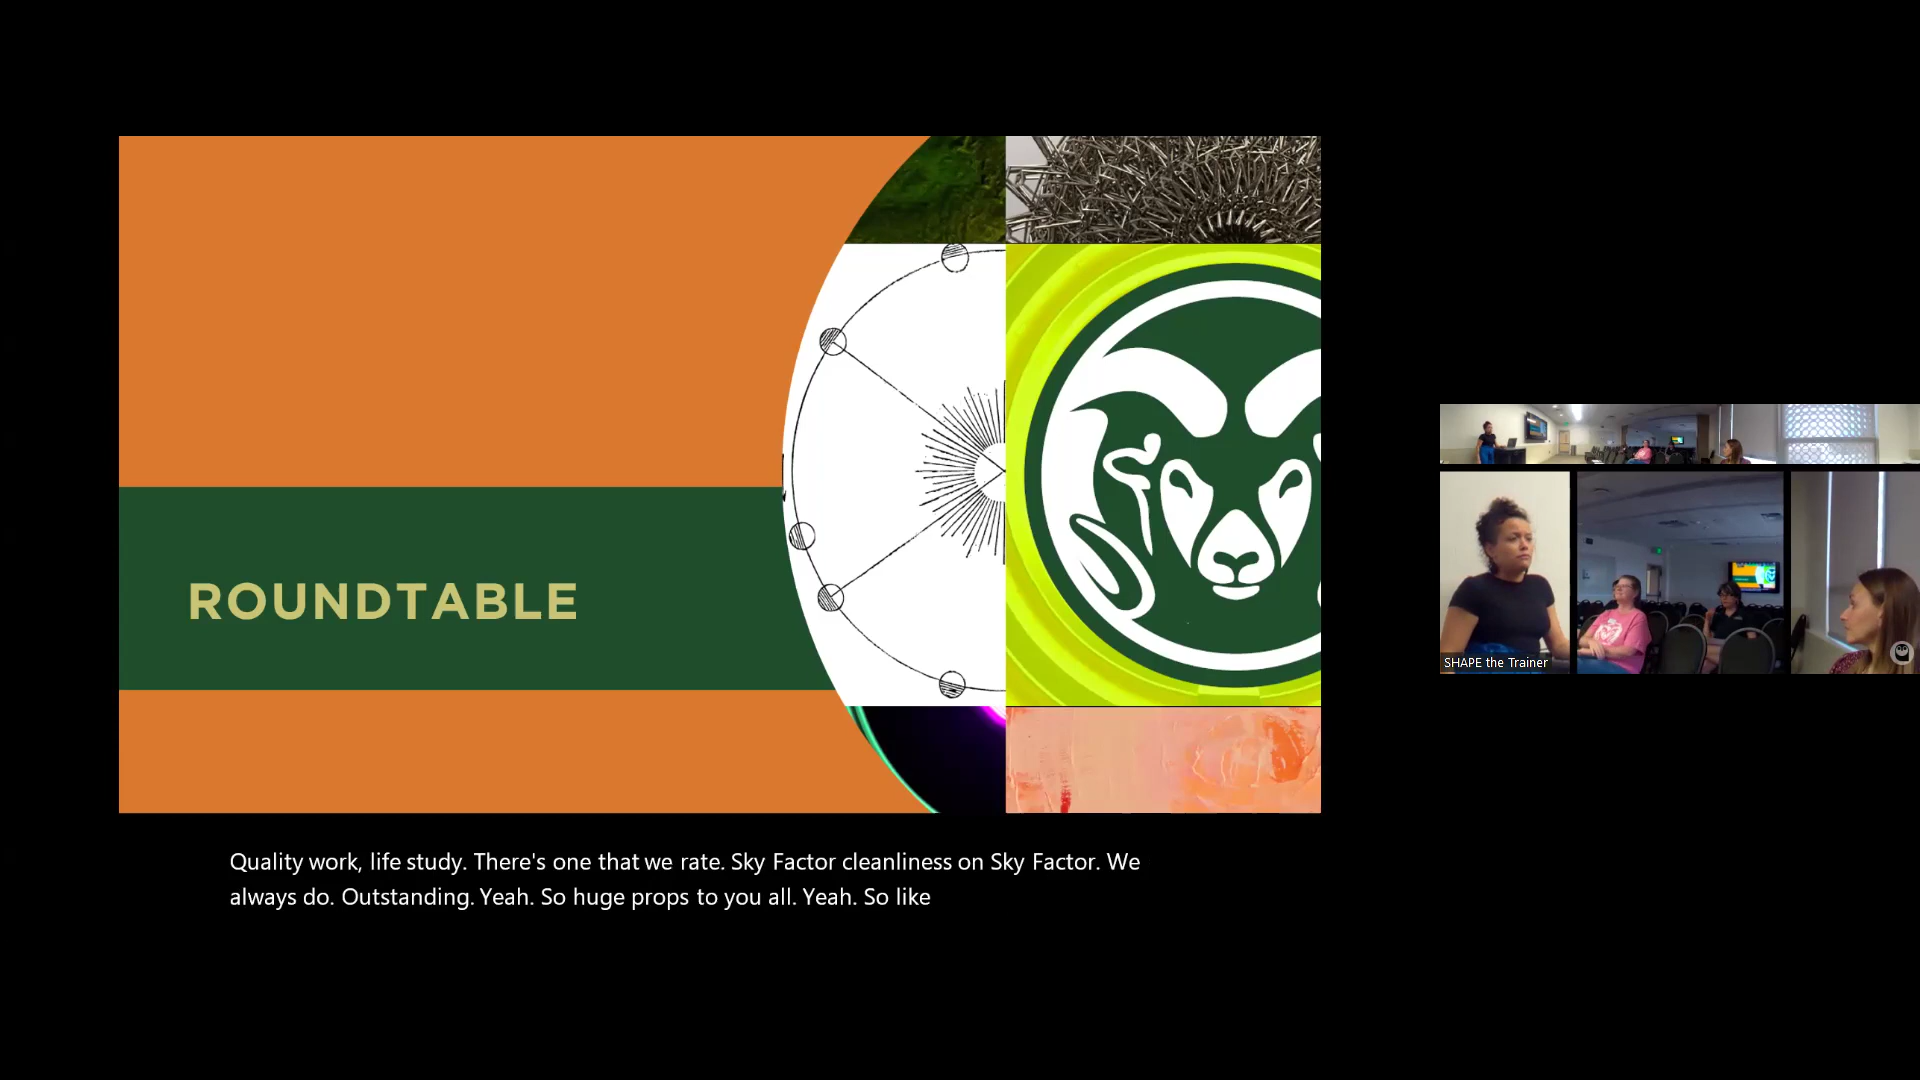 ROUNDTABLE
SHAPE the Trainer
Quality work, life study. There's one that we rate. Sky Factor cleanliness on Sky Factor. We
always do. Outstanding. Yeah. So huge props to you all. Yeah. So like